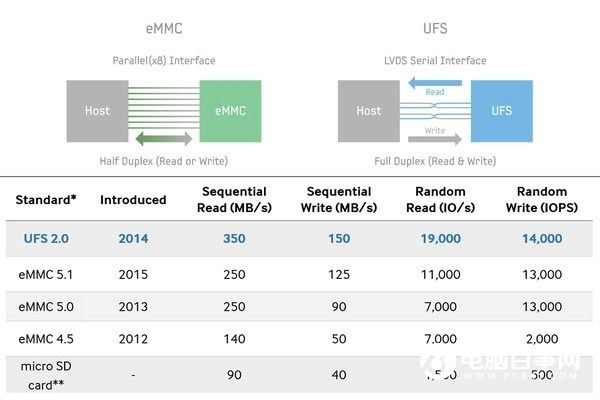 eMMC UFS
Parallel(x8) Interface LVDS Serial Interface
Host eMMC Host Read UFS
Write
Half Duplex (Read or Write) Full Duplex (Read & Write)
Standard* Introduced Sequential Read (MB/s) Sequential Write (MB/s) Random Read (IO/s) Random Write (IOPS)
UFS 2.0 2014 350 150 19,000 14,000
eMMC 5.1 2015 250 125 11,000 13,000
eMMC 5.0 2013 250 90 7,000 13,000
eMMC 4.5 2012 140 50 7,000 2,000
micro SD card** - 90 40 1,500 500
电脑百事网